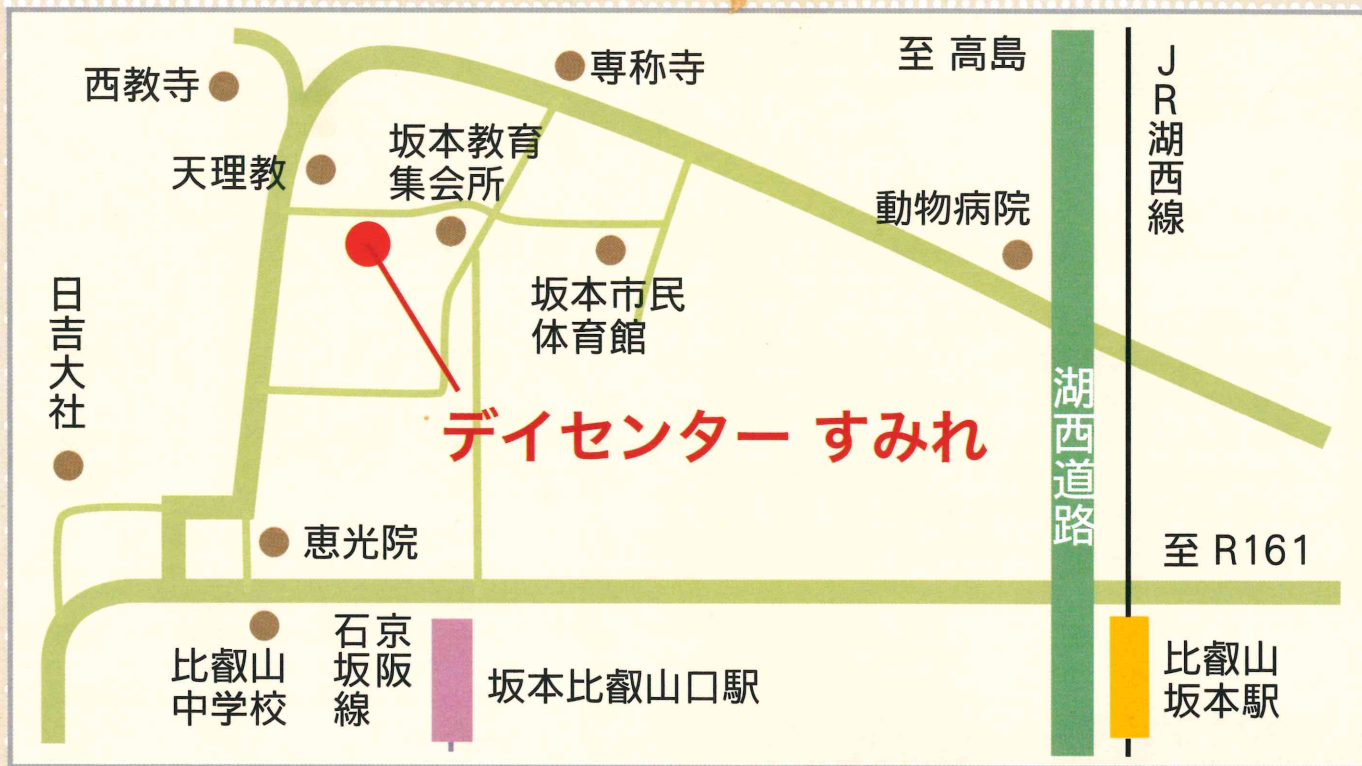 西教寺
専称寺
至 高島
JR湖西線
天理教
坂本教育
集会所
動物病院
日吉大社
坂本市民
体育館
湖西道路
デイセンター すみれ
恵光院
至 R161
比叡山
中学校
京阪
石坂線
坂本比叡山口駅
比叡山
坂本駅